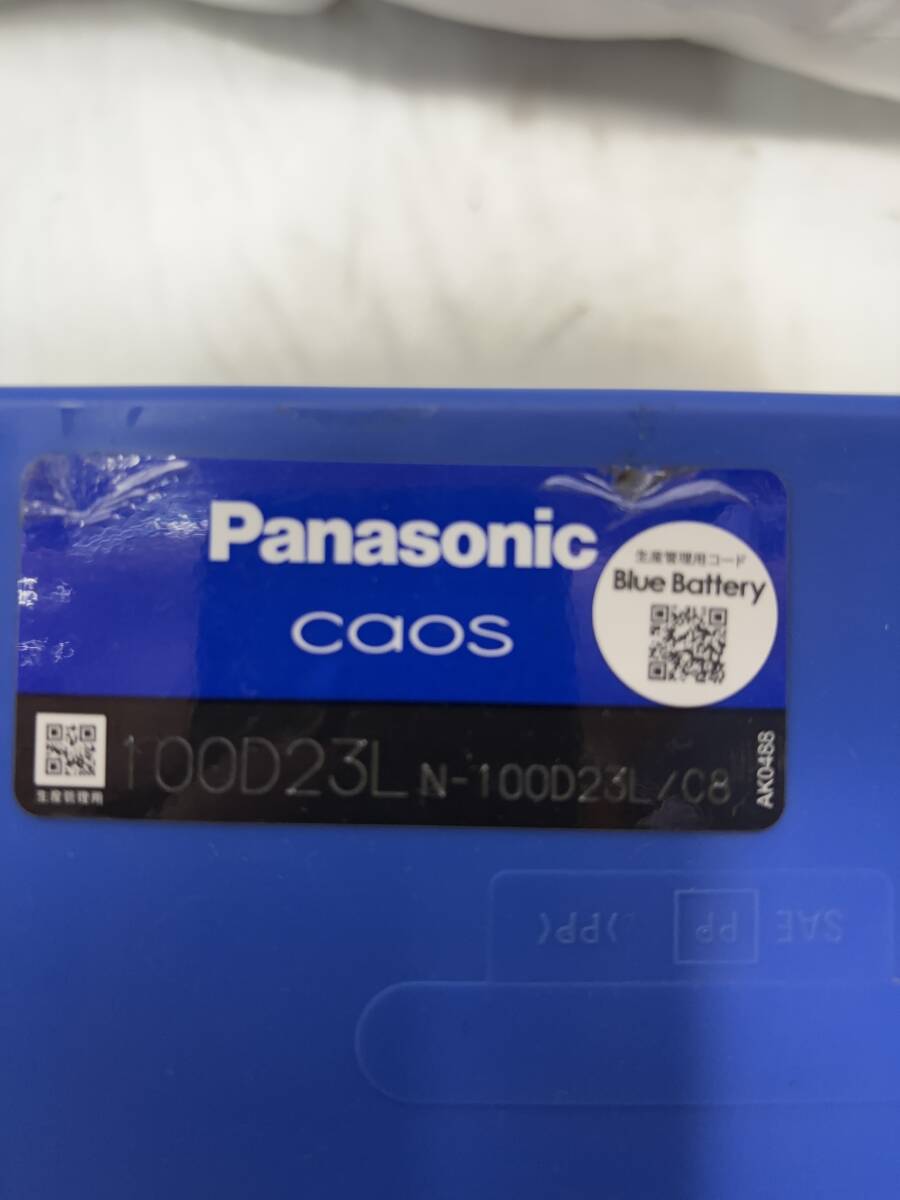 Panasonic
caos
生産管理用コード
Blue Battery
100D23L N-100D23L/C8
生産管理用
AK0488
SAE PP )PP(